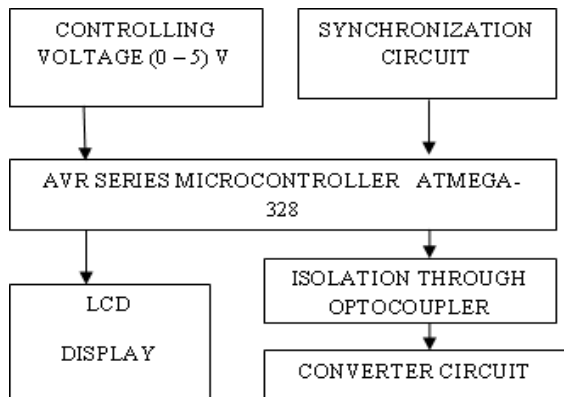 CONTROLLING
VOLTAGE (0 – 5) V
SYNCHRONIZATION
CIRCUIT
AVR SERIES MICROCONTROLLER ATMEGA-
328
LCD
DISPLAY
ISOLATION THROUGH
OPTOCOUPLER
CONVERTER CIRCUIT